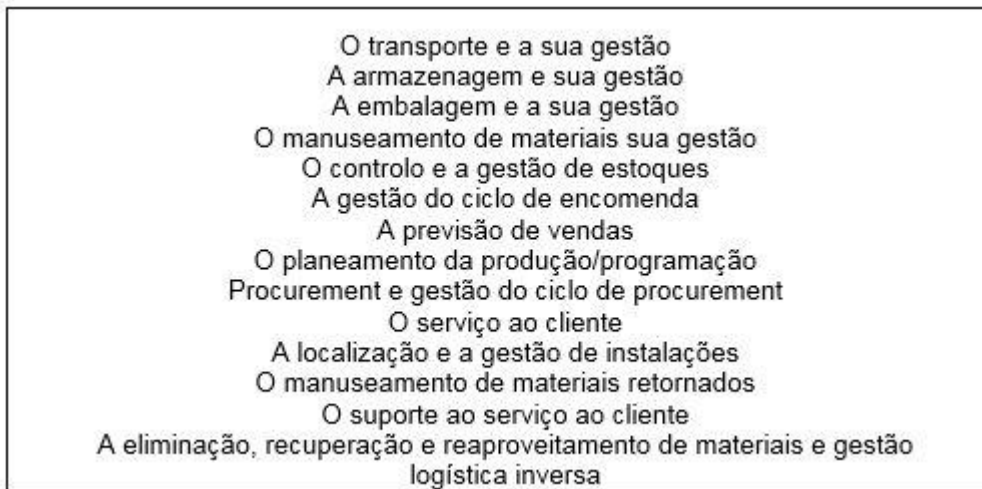 O transporte e a sua gestão
A armazenagem e sua gestão
A embalagem e a sua gestão
O manuseamento de materiais sua gestão
O controlo e a gestão de estoques
A gestão do ciclo de encomenda
A previsão de vendas
O planeamento da produção/programação
Procurement e gestão do ciclo de procurement
O serviço ao cliente
A localização e a gestão de instalações
O manuseamento de materiais retornados
O suporte ao serviço ao cliente
A eliminação, recuperação e reaproveitamento de materiais e gestão
logística inversa